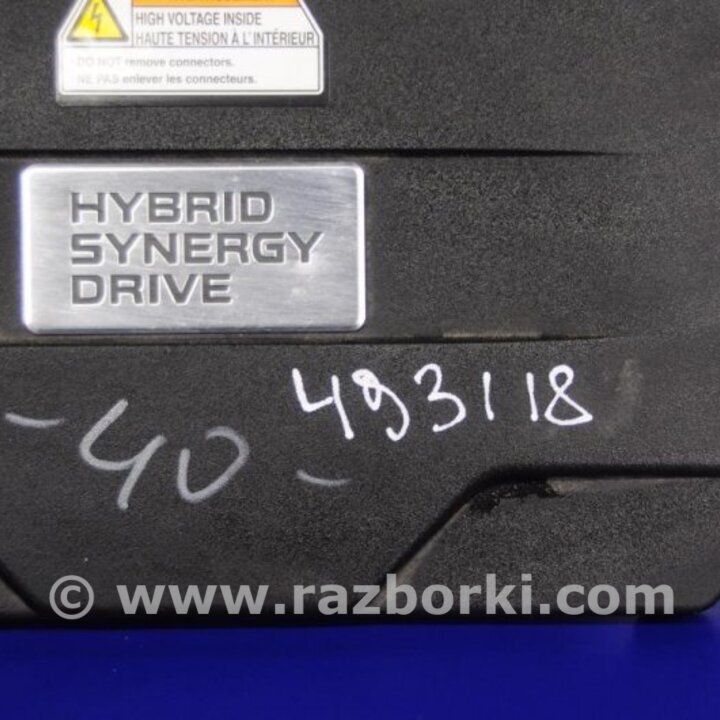 HIGH VOLTAGE INSIDE
HAUTE TENSION À L'INTÉRIEUR
DO NOT remove connectors.
NE PAS enlever les connecteurs.
HYBRID
SYNERGY
DRIVE
493118
-40-
© www.razborki.com